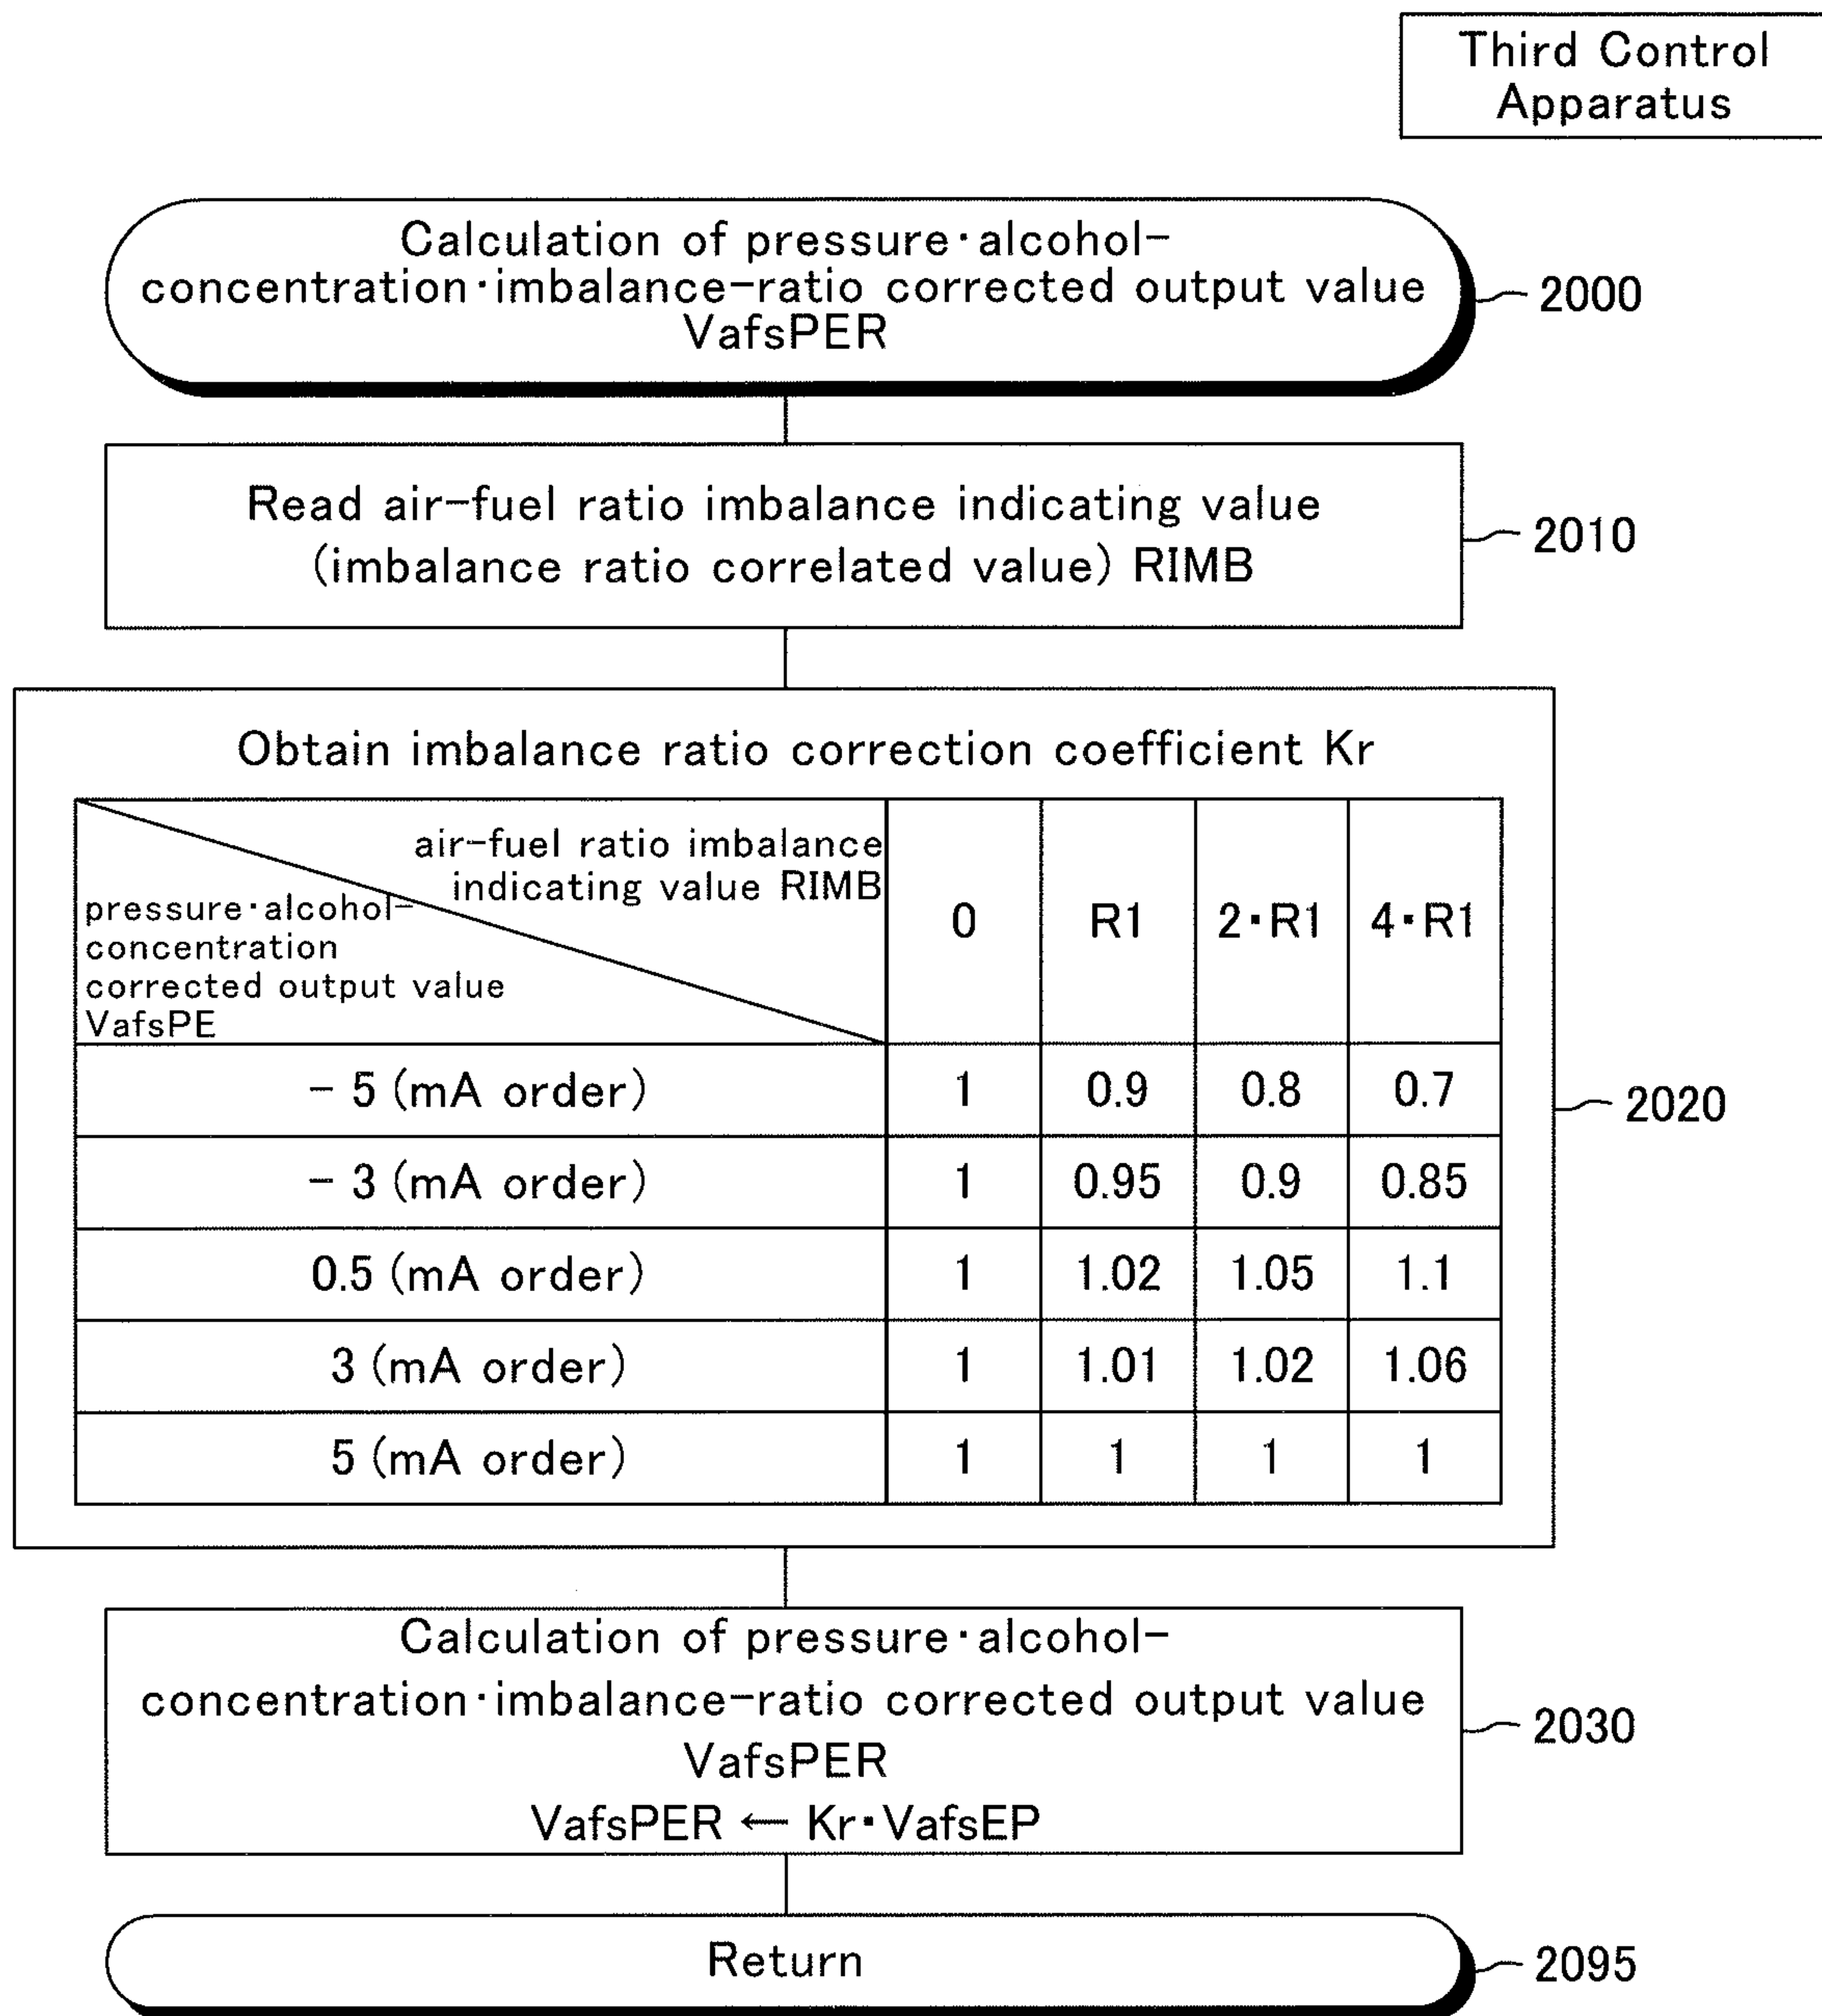 Third Control
Apparatus
Calculation of pressure·alcohol-
concentration·imbalance-ratio corrected output value
VafsPER
2000
Read air-fuel ratio imbalance indicating value
(imbalance ratio correlated value) RIMB
2010
Obtain imbalance ratio correction coefficient Kr
air-fuel ratio imbalance
indicating value RIMB
pressure·alcohol-
concentration
corrected output value
VafsPE
0 R1 2·R1 4·R1
- 5 (mA order) 1 0.9 0.8 0.7
- 3 (mA order) 1 0.95 0.9 0.85
0.5 (mA order) 1 1.02 1.05 1.1
3 (mA order) 1 1.01 1.02 1.06
5 (mA order) 1 1 1 1
2020
Calculation of pressure·alcohol-
concentration·imbalance-ratio corrected output value
VafsPER
VafsPER ← Kr·VafsEP
2030
Return
2095